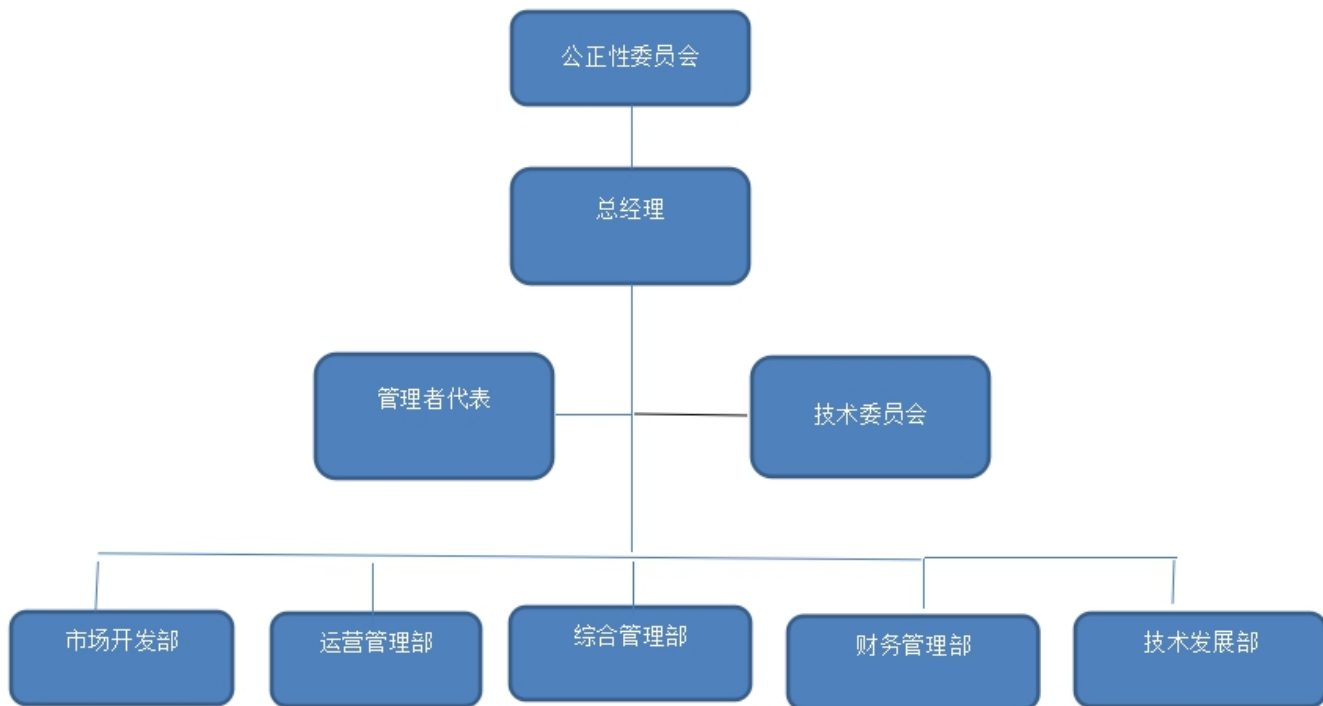 公正性委员会
总经理
管理者代表
技术委员会
市场开发部
运营管理部
综合管理部
财务管理部
技术发展部